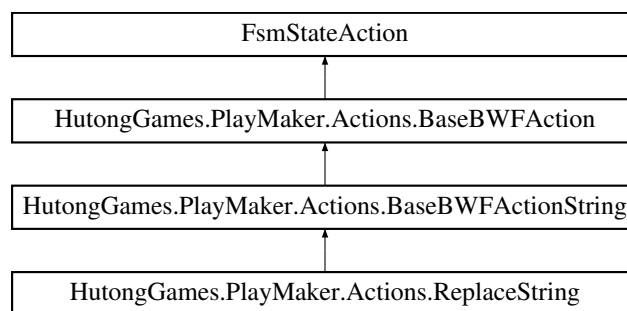 FsmStateAction
HutongGames.PlayMaker.Actions.BaseBWFAction
HutongGames.PlayMaker.Actions.BaseBWFActionString
HutongGames.PlayMaker.Actions.ReplaceString